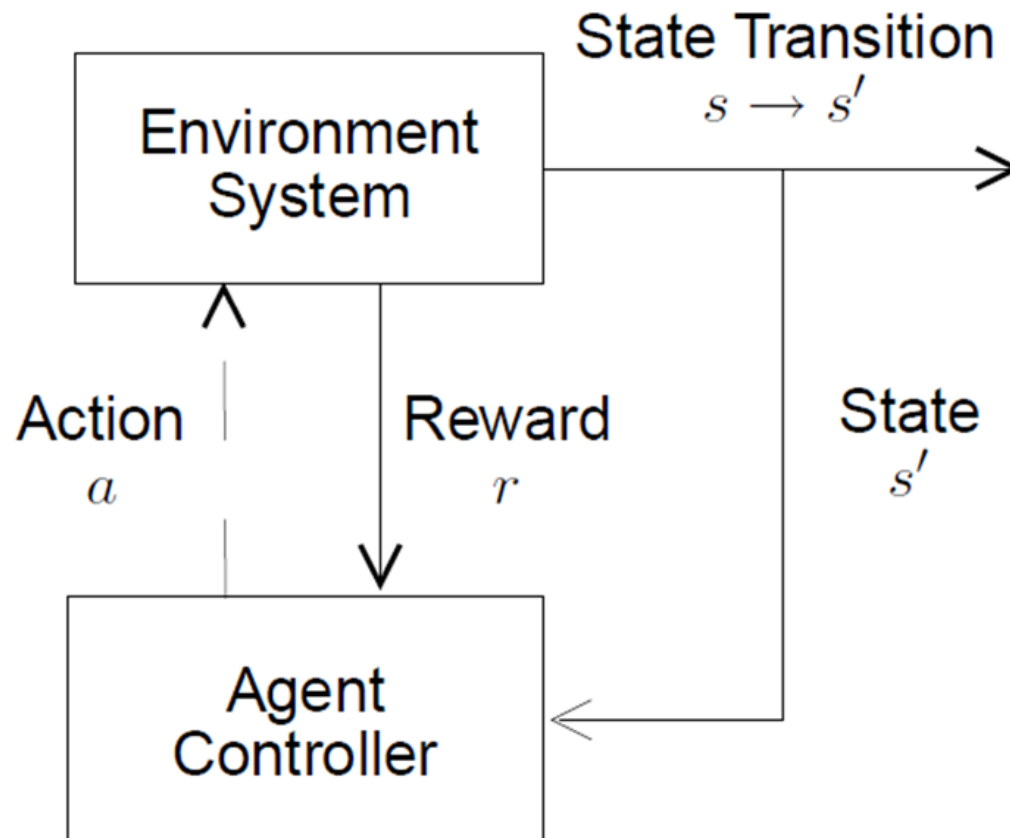 State Transition
s → s′
Environment
System
Action
a
Reward
r
State
s′
Agent
Controller